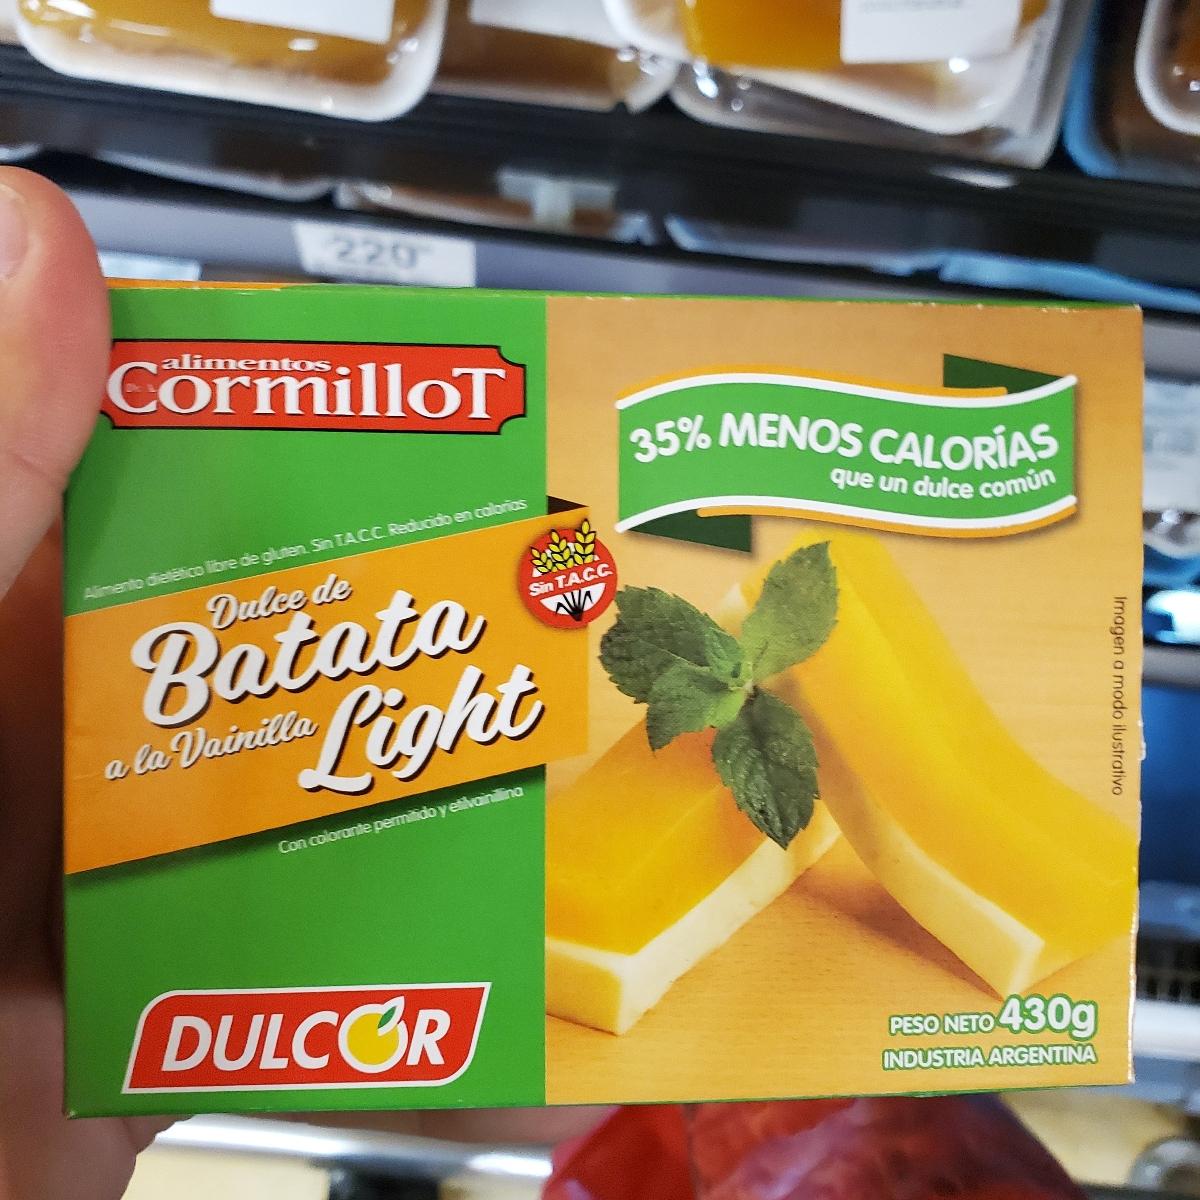 220
alimentos
CormilloT
35% MENOS CALORÍAS
que un dulce común
Alimento dietético libre de gluten. Sin T.A.C.C. Reducido en calorías
Sin T.A.C.C.
Dulce de
Batata
a la Vainilla Light
Con colorante permitido y etilvainillina
Imagen a modo ilustrativo
DULCOR
PESO NETO 430g
INDUSTRIA ARGENTINA